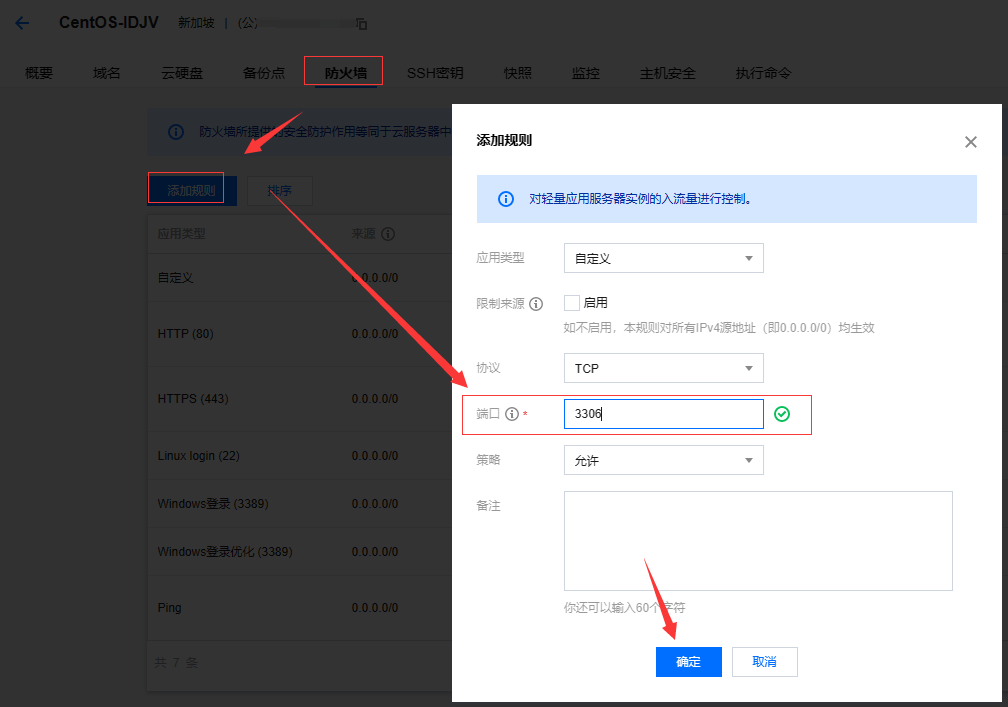 CentOS-IDJV 新加坡 | (公)
概要 域名 云硬盘 备份点 防火墙 SSH密钥 快照 监控 主机安全 执行命令
防火墙所提供的安全防护作用等同于云服务器中
添加规则 排序
应用类型 来源
自定义 0.0.0.0/0
HTTP (80) 0.0.0.0/0
HTTPS (443) 0.0.0.0/0
Linux login (22) 0.0.0.0/0
Windows登录 (3389) 0.0.0.0/0
Windows登录优化 (3389) 0.0.0.0/0
Ping 0.0.0.0/0
共 7 条
添加规则
对轻量应用服务器实例的入流量进行控制。
应用类型 自定义
限制来源 启用
如不启用，本规则对所有IPv4源地址（即0.0.0.0/0）均生效
协议 TCP
端口 * 3306
策略 允许
备注
你还可以输入60个字符
确定 取消